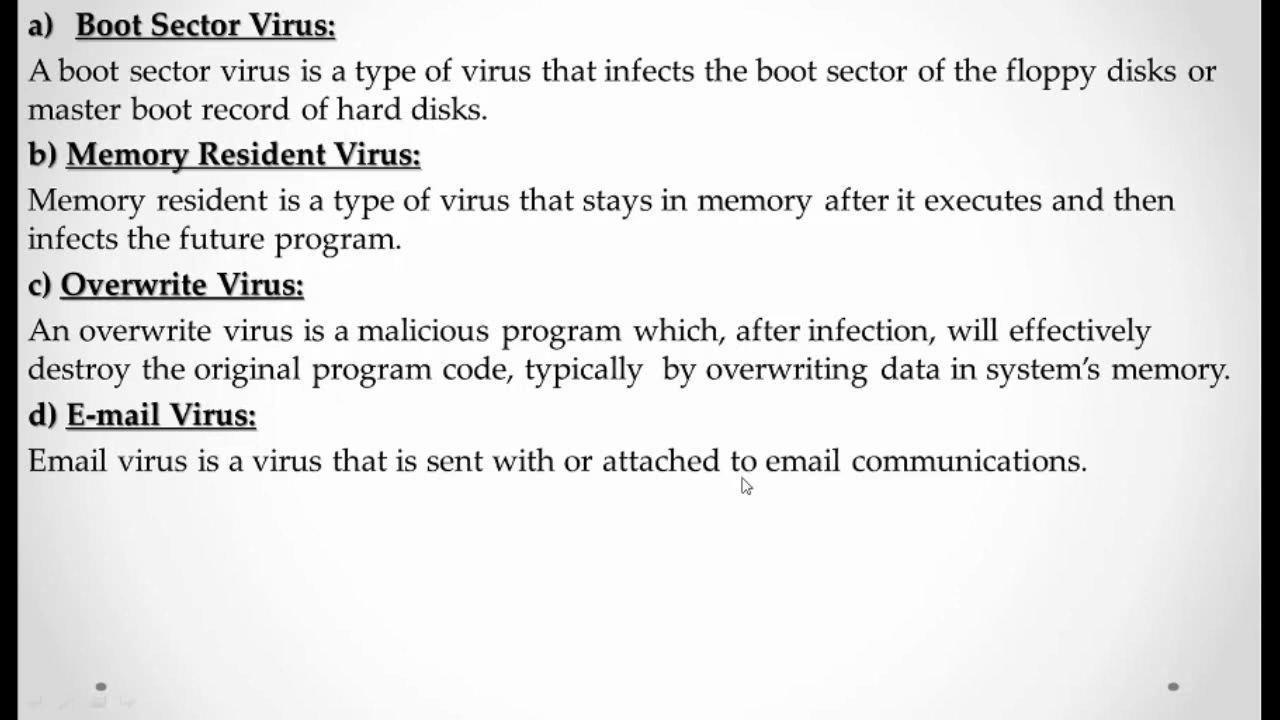 a) Boot Sector Virus:
A boot sector virus is a type of virus that infects the boot sector of the floppy disks or
master boot record of hard disks.
b) Memory Resident Virus:
Memory resident is a type of virus that stays in memory after it executes and then
infects the future program.
c) Overwrite Virus:
An overwrite virus is a malicious program which, after infection, will effectively
destroy the original program code, typically by overwriting data in system’s memory.
d) E-mail Virus:
Email virus is a virus that is sent with or attached to email communications.